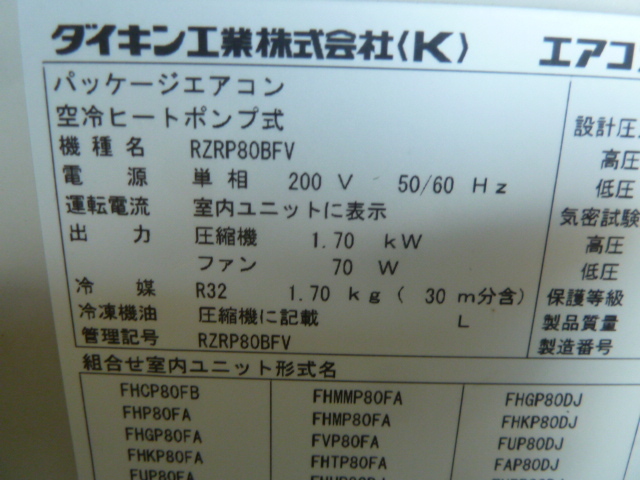 ダイキン工業株式会社〈K〉 エアコ
パッケージエアコン
空冷ヒートポンプ式
機種名 RZRP80BFV
電源 単相 200 V 50/60 Hz
運転電流 室内ユニットに表示
出力 圧縮機 1.70 kW
ファン 70 W
冷媒 R32 1.70 kg ( 30 m分含)
冷凍機油 圧縮機に記載 L
管理記号 RZRP80BFV
設計圧
高圧
低圧
気密試験
高圧
低圧
保護等級
製品質量
製造番号
組合せ室内ユニット形式名
FHCP80FB FHMMP80FA FHGP80DJ
FHP80FA FHMP80FA FHKP80DJ
FHGP80FA FVP80FA FUP80DJ
FHKP80FA FHTP80FA FAP80DJ
FUP80FA